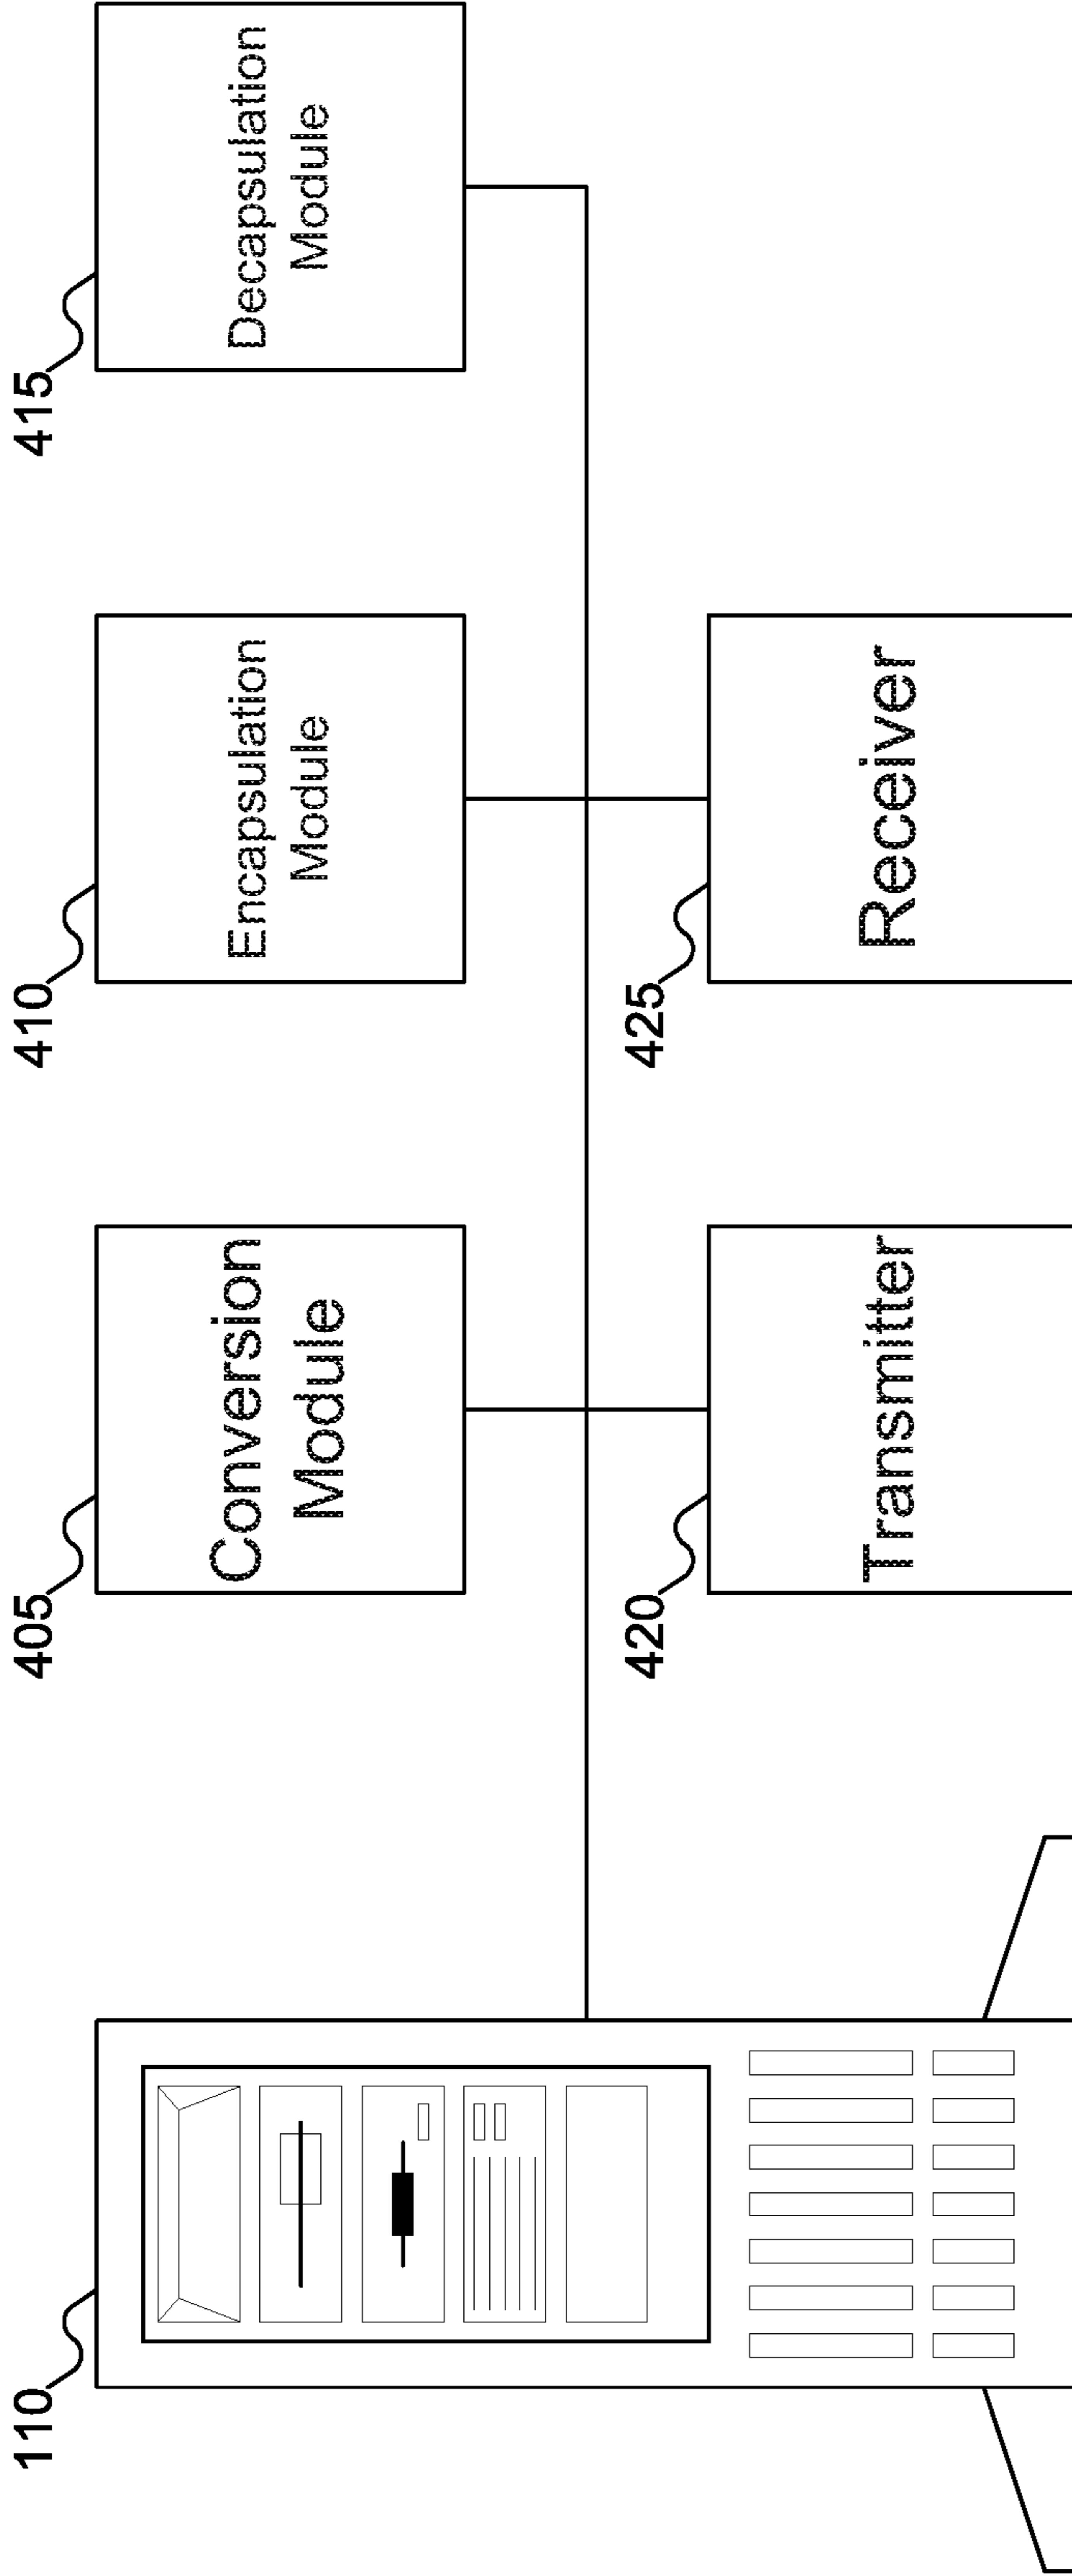 110
405
Conversion
Module
410
Encapsulation
Module
415
Decapsulation
Module
420
Transmitter
425
Receiver